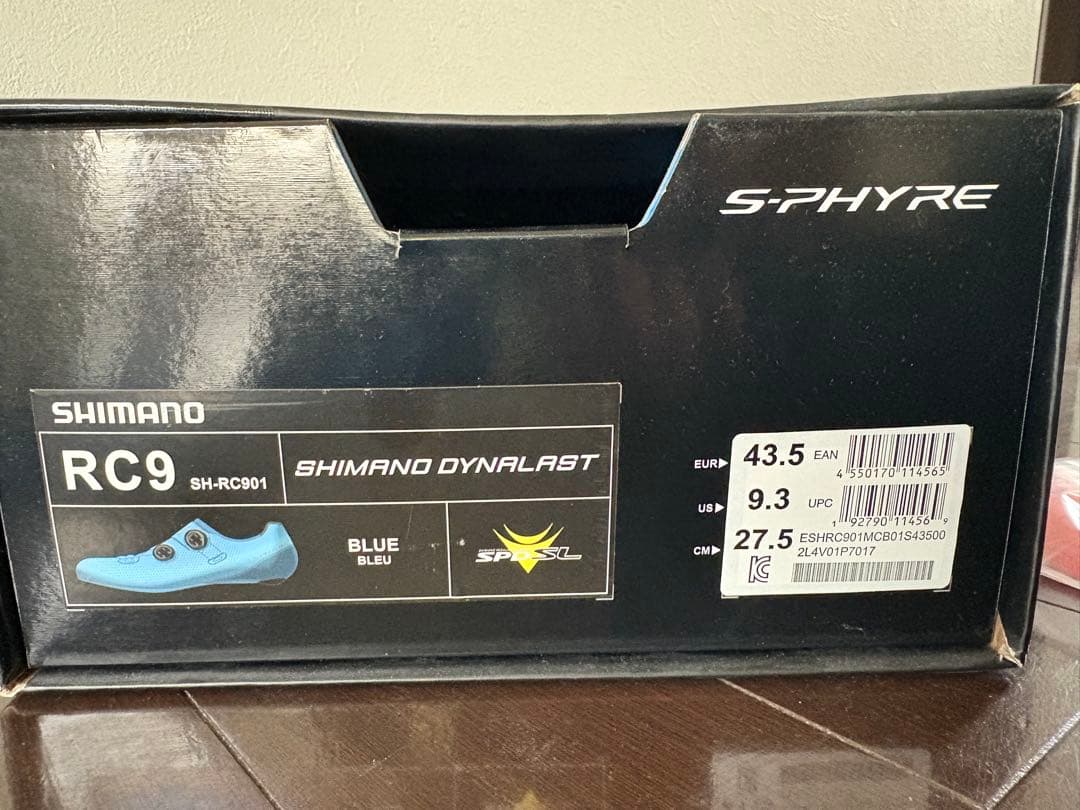 S-PHYRE
SHIMANO
RC9 SH-RC901
SHIMANO DYNALAST
BLUE
BLEU
SPD-SL
EUR▶ 43.5 EAN
4 550170 114565
US▶ 9.3 UPC
1 92790 11456 9
CM▶ 27.5 ESHRC901MCB01S43500
2L4V01P7017